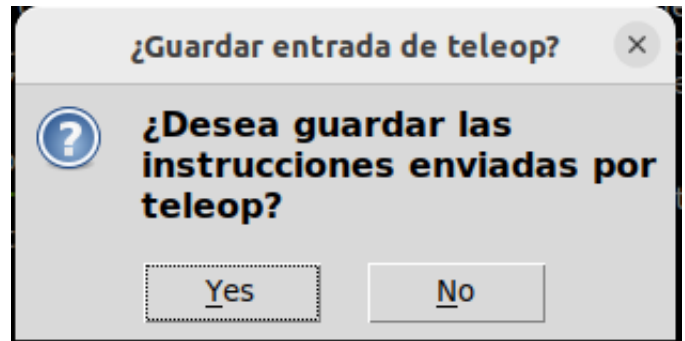 ¿Guardar entrada de teleop?
¿Desea guardar las
instrucciones enviadas por
teleop?
Yes
No